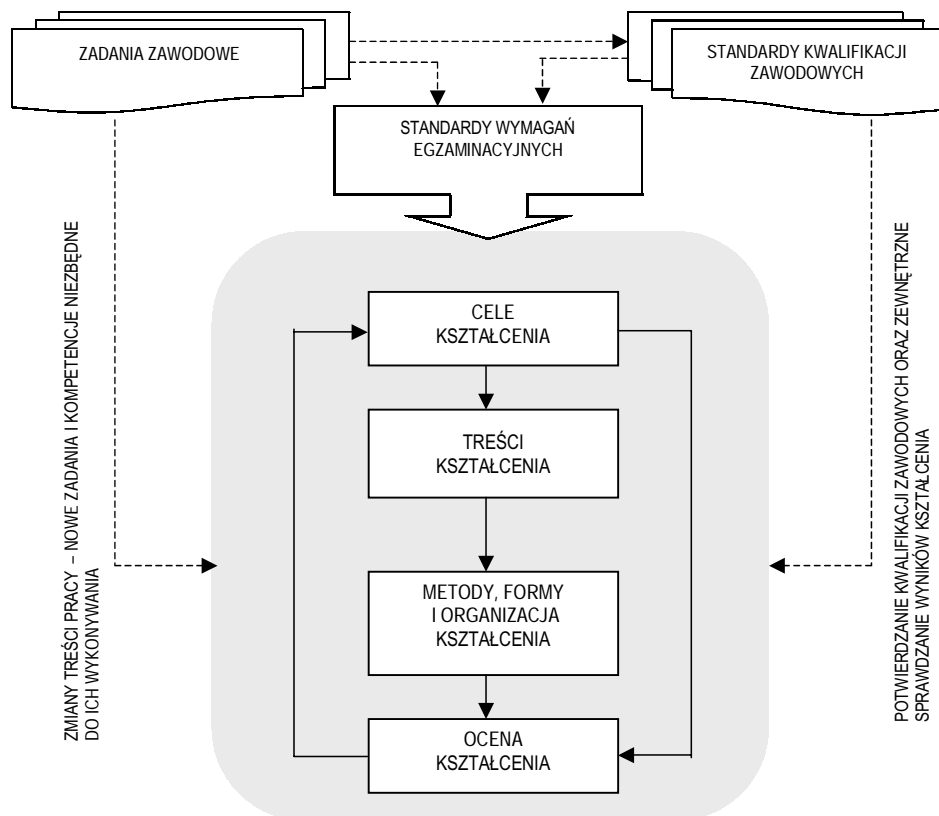 ZADANIA ZAWODOWE
STANDARDY KWALIFIKACJI
ZAWODOWYCH
STANDARDY WYMAGAŃ
EGZAMINACYJNYCH
ZMIANY TREŚCI PRACY – NOWE ZADANIA I KOMPETENCJE NIEZBĘDNE
DO ICH WYKONYWANIA
CELE
KSZTAŁCENIA
TREŚCI
KSZTAŁCENIA
METODY, FORMY
I ORGANIZACJA
KSZTAŁCENIA
OCENA
KSZTAŁCENIA
POTWIERDZANIE KWALIFIKACJI ZAWODOWYCH ORAZ ZEWNĘTRZNE
SPRAWDZANIE WYNIKÓW KSZTAŁCENIA